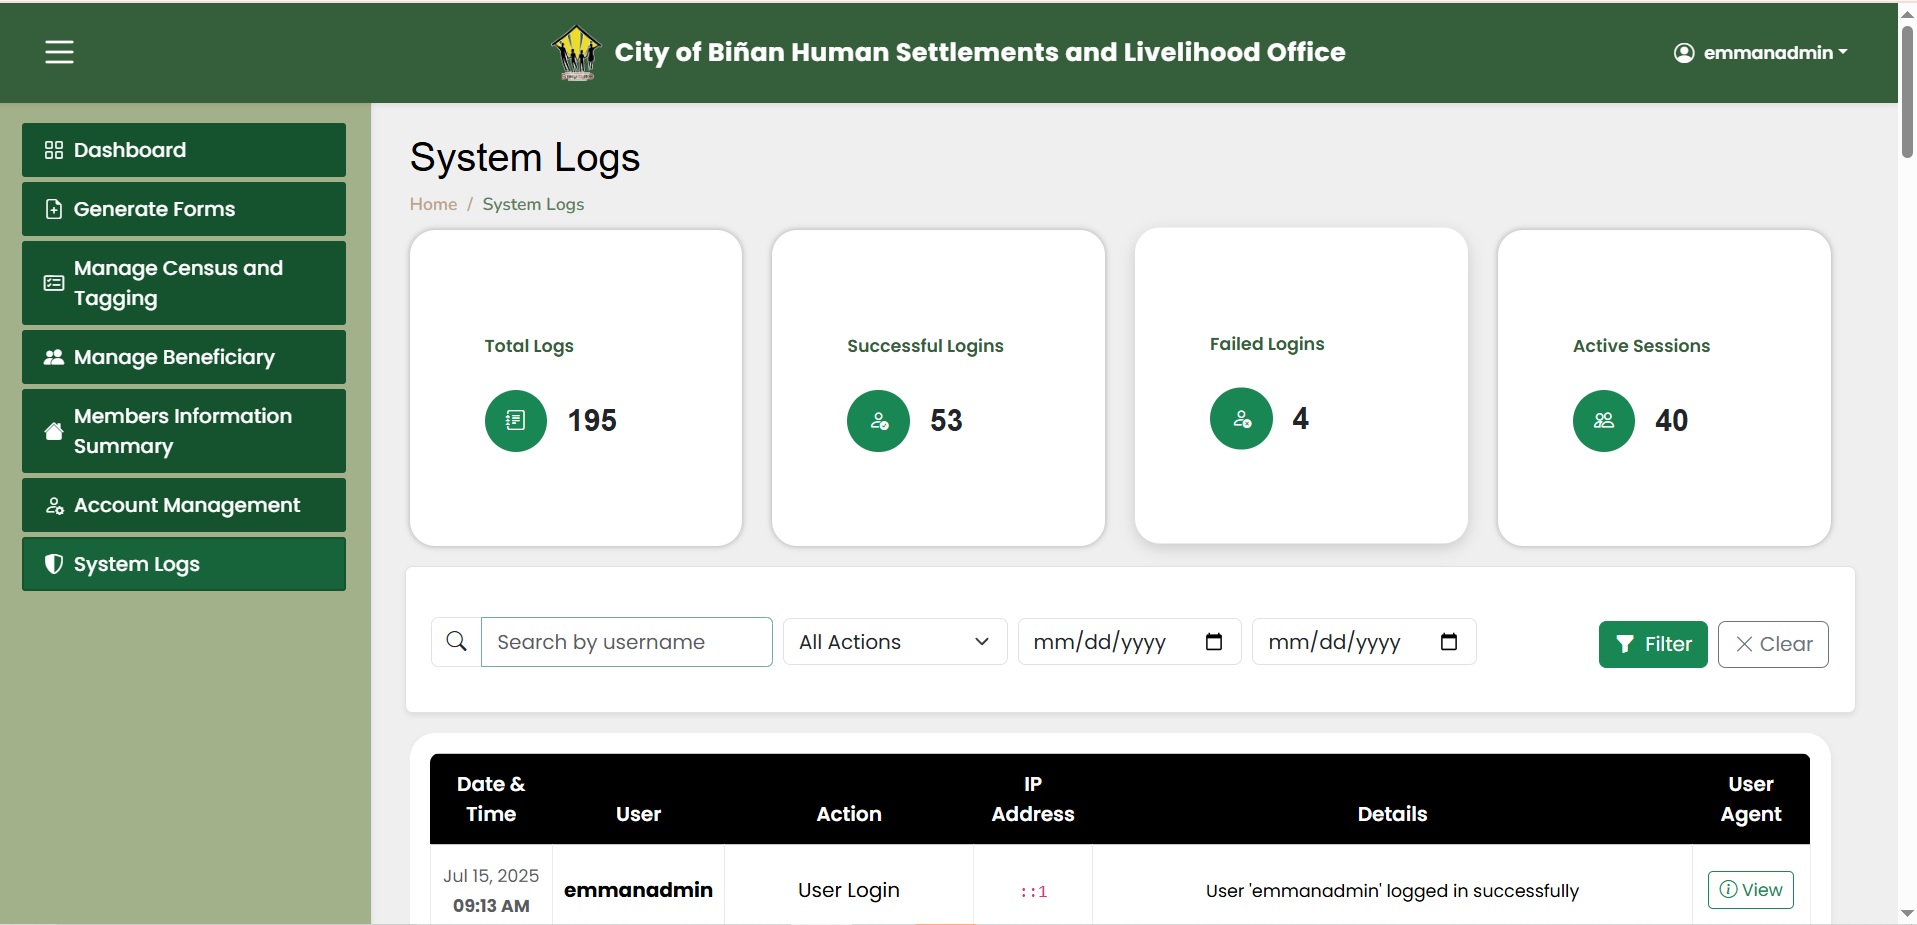 City of Biñan Human Settlements and Livelihood Office
emmanadmin
Dashboard
Generate Forms
Manage Census and
Tagging
Manage Beneficiary
Members Information
Summary
Account Management
System Logs
System Logs
Home / System Logs
Total Logs
195
Successful Logins
53
Failed Logins
4
Active Sessions
40
Search by username
All Actions
mm/dd/yyyy
mm/dd/yyyy
Filter
Clear
Date &
Time
User
Action
IP
Address
Details
User
Agent
Jul 15, 2025
09:13 AM
emmanadmin
User Login
::1
User 'emmanadmin' logged in successfully
View